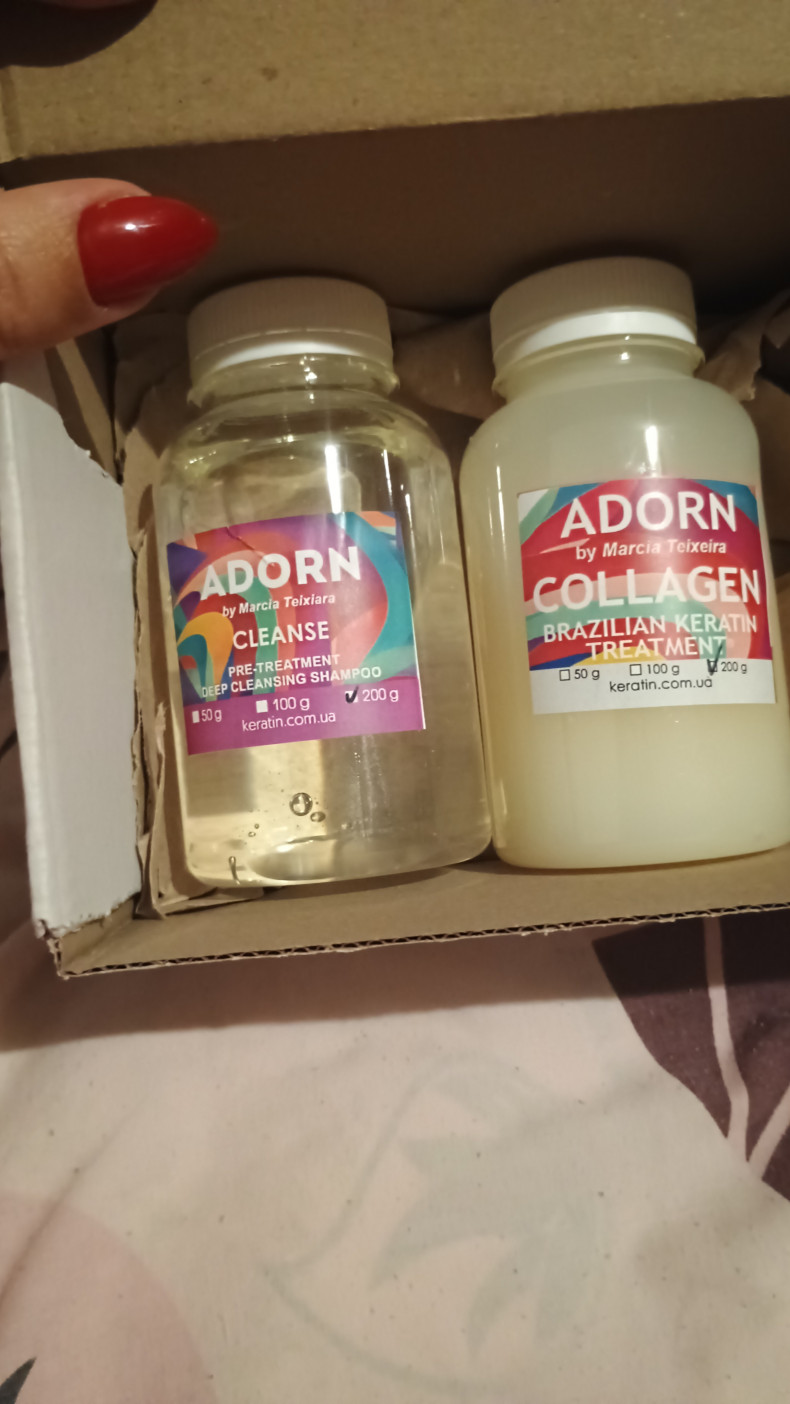 ADORN
by Marcia Teixiara
CLEANSE
PRE-TREATMENT
DEEP CLEANSING SHAMPOO
50 g 100 g 200 g
keratin.com.ua
ADORN
by Marcia Teixeira
COLLAGEN
BRAZILIAN KERATIN
TREATMENT
50 g 100 g 200 g
keratin.com.ua